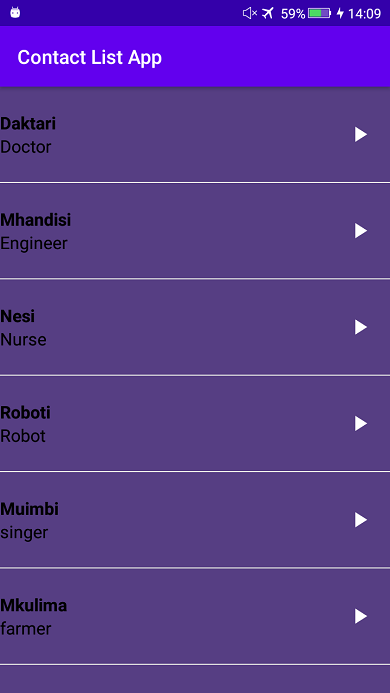 59% 14:09
Contact List App
Daktari
Doctor
Mhandisi
Engineer
Nesi
Nurse
Roboti
Robot
Muimbi
singer
Mkulima
farmer